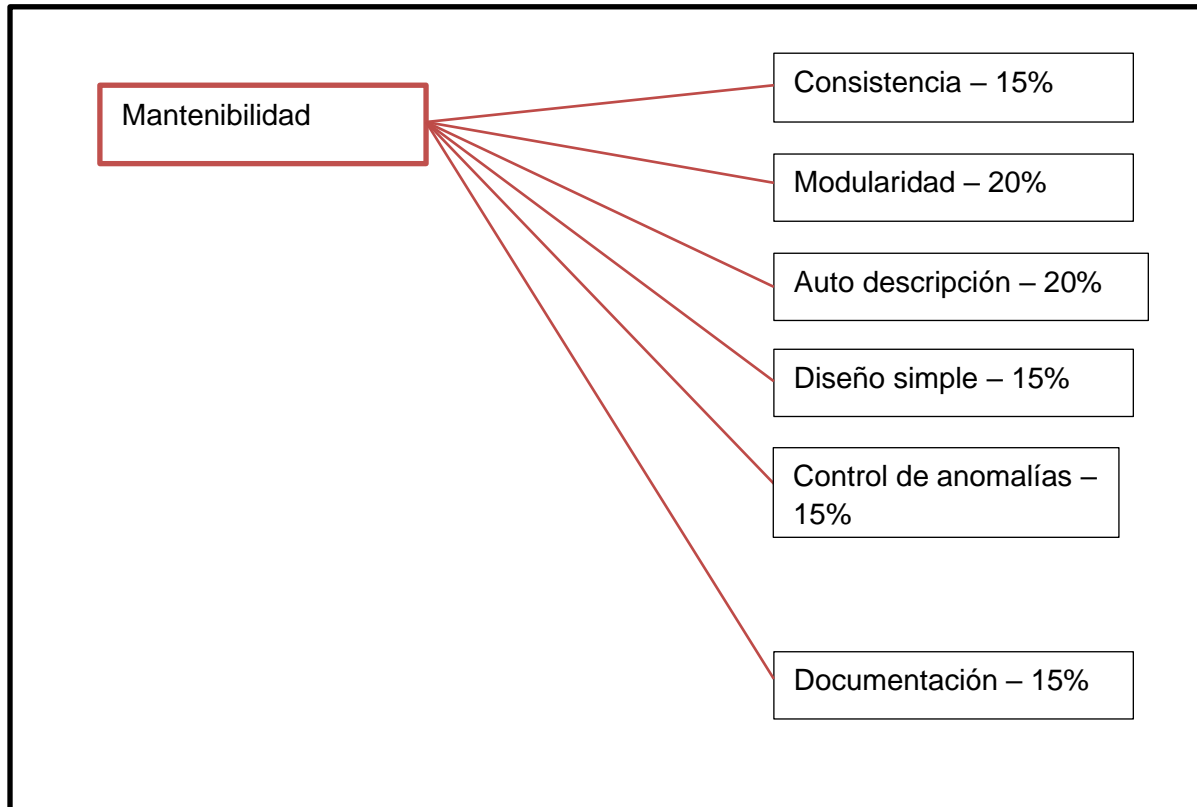 Mantenibilidad
Consistencia – 15%
Modularidad – 20%
Auto descripción – 20%
Diseño simple – 15%
Control de anomalías –
15%
Documentación – 15%